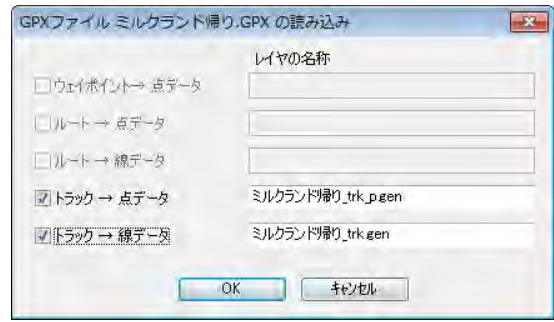 GPXファイル ミルクランド帰り.GPX の読み込み
レイヤの名称
ウェイポイント→ 点データ
ルート → 点データ
ルート → 線データ
トラック → 点データ ミルクランド帰り_trk_p.gen
トラック → 線データ ミルクランド帰り_trk.gen
OK キャンセル